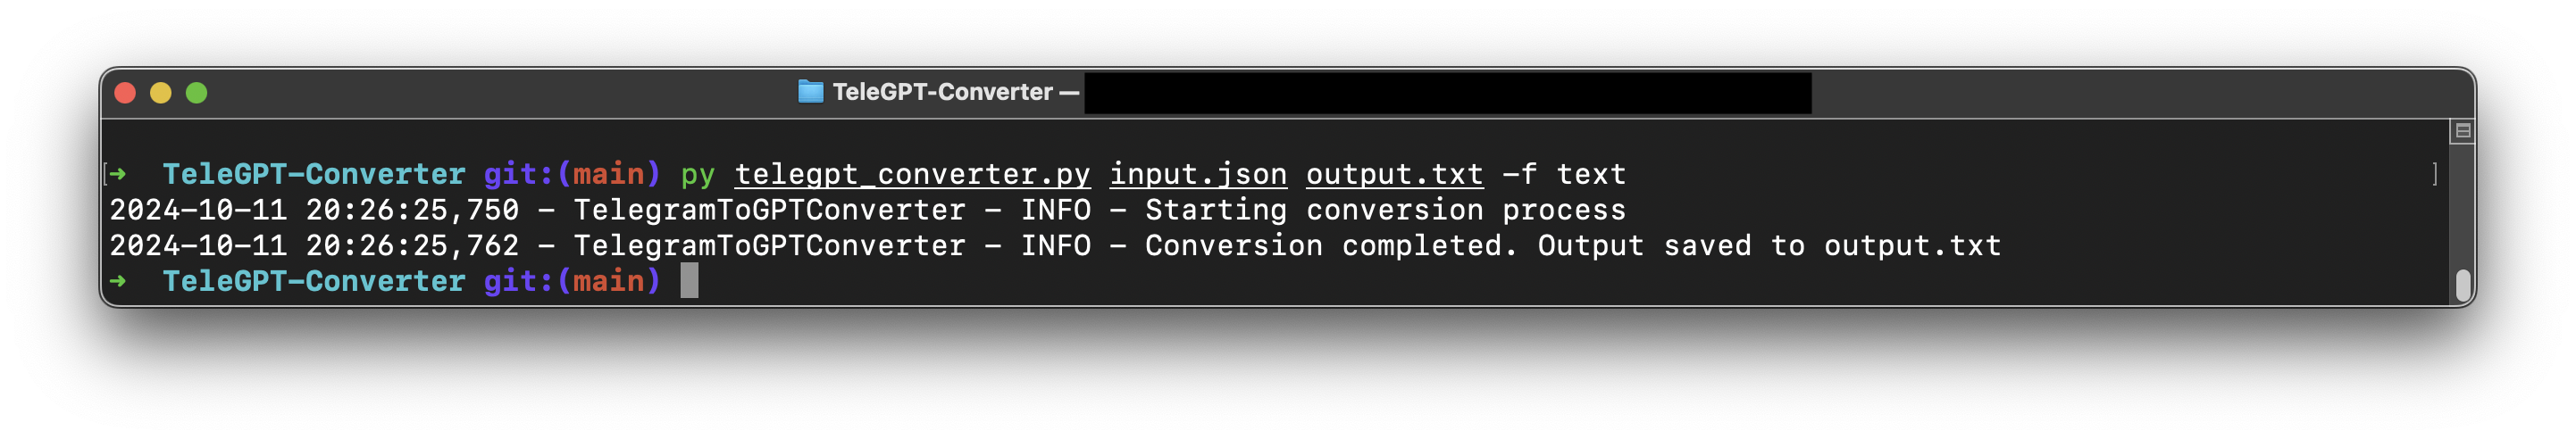 TeleGPT-Converter —
➜  TeleGPT-Converter git:(main) py telegpt_converter.py input.json output.txt -f text
2024-10-11 20:26:25,750 - TelegramToGPTConverter - INFO - Starting conversion process
2024-10-11 20:26:25,762 - TelegramToGPTConverter - INFO - Conversion completed. Output saved to output.txt
➜  TeleGPT-Converter git:(main)